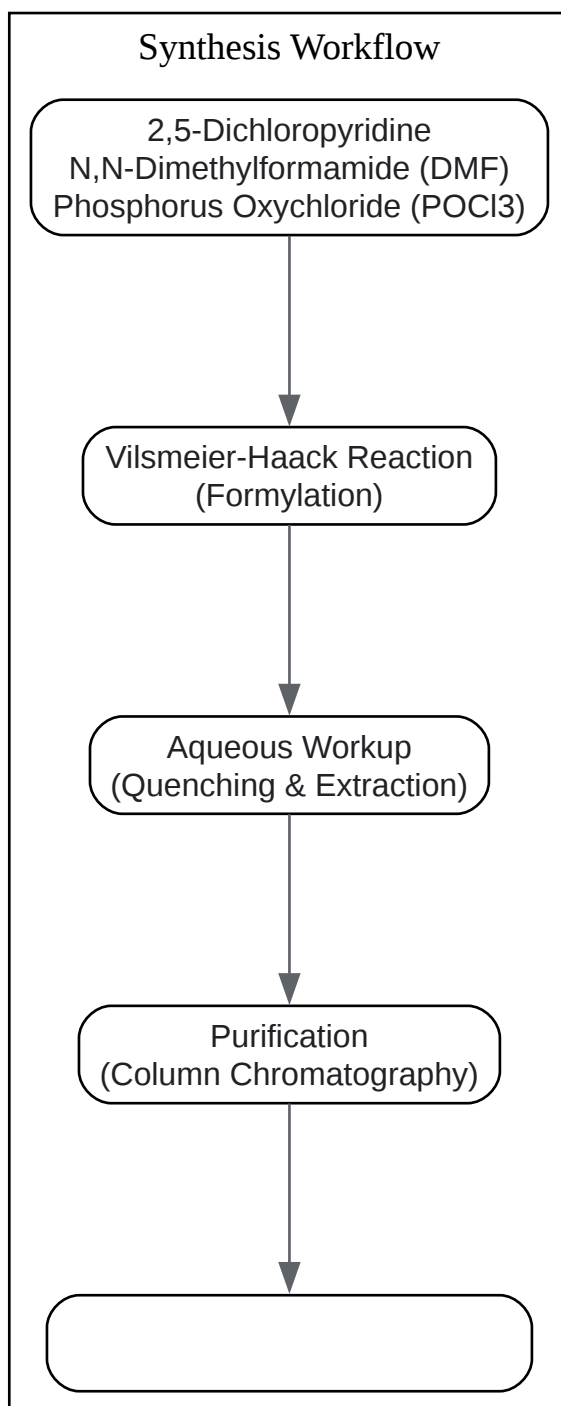 Synthesis Workflow
2,5-Dichloropyridine
N,N-Dimethylformamide (DMF)
Phosphorus Oxychloride (POCl3)
Vilsmeier-Haack Reaction
(Formylation)
Aqueous Workup
(Quenching & Extraction)
Purification
(Column Chromatography)